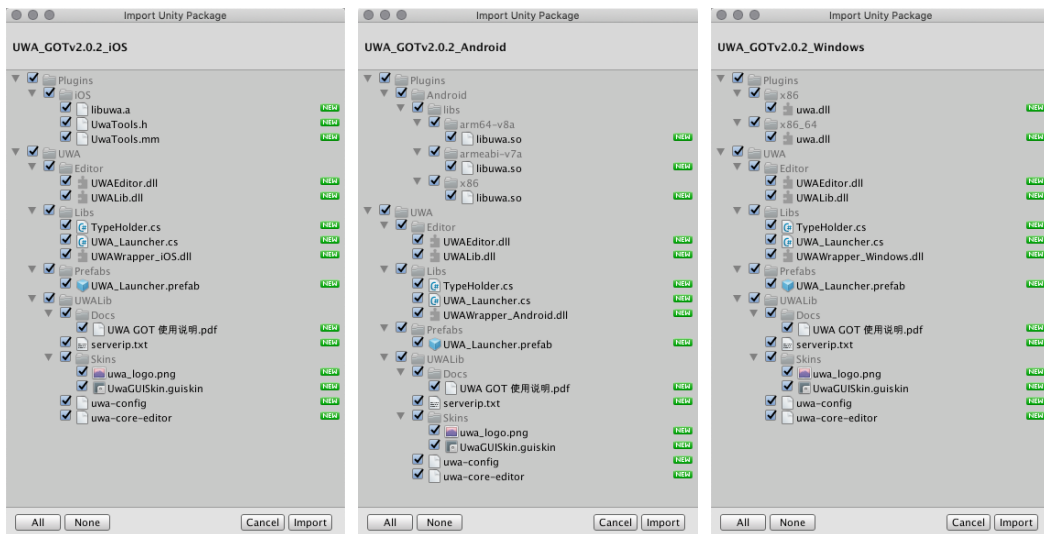 Import Unity Package
UWA_GOTv2.0.2_iOS
Plugins
iOS
libuwa.a NEW
UwaTools.h NEW
UwaTools.mm NEW
UWA
Editor
UWAEditor.dll NEW
UWALib.dll NEW
Libs
TypeHolder.cs NEW
UWA_Launcher.cs NEW
UWAWrapper_iOS.dll NEW
Prefabs
UWA_Launcher.prefab NEW
UWALib
Docs
UWA GOT 使用说明.pdf NEW
serverip.txt NEW
Skins
uwa_logo.png NEW
UwaGUISkin.guiskin NEW
uwa-config NEW
uwa-core-editor NEW
All None Cancel Import
Import Unity Package
UWA_GOTv2.0.2_Android
Plugins
Android
libs
arm64-v8a
libuwa.so NEW
armeabi-v7a
libuwa.so NEW
x86
libuwa.so NEW
UWA
Editor
UWAEditor.dll NEW
UWALib.dll NEW
Libs
TypeHolder.cs NEW
UWA_Launcher.cs NEW
UWAWrapper_Android.dll NEW
Prefabs
UWA_Launcher.prefab NEW
UWALib
Docs
UWA GOT 使用说明.pdf NEW
serverip.txt NEW
Skins
uwa_logo.png NEW
UwaGUISkin.guiskin NEW
uwa-config NEW
uwa-core-editor NEW
All None Cancel Import
Import Unity Package
UWA_GOTv2.0.2_Windows
Plugins
x86
uwa.dll NEW
x86_64
uwa.dll NEW
UWA
Editor
UWAEditor.dll NEW
UWALib.dll NEW
Libs
TypeHolder.cs NEW
UWA_Launcher.cs NEW
UWAWrapper_Windows.dll NEW
Prefabs
UWA_Launcher.prefab NEW
UWALib
Docs
UWA GOT 使用说明.pdf NEW
serverip.txt NEW
Skins
uwa_logo.png NEW
UwaGUISkin.guiskin NEW
uwa-config NEW
uwa-core-editor NEW
All None Cancel Import